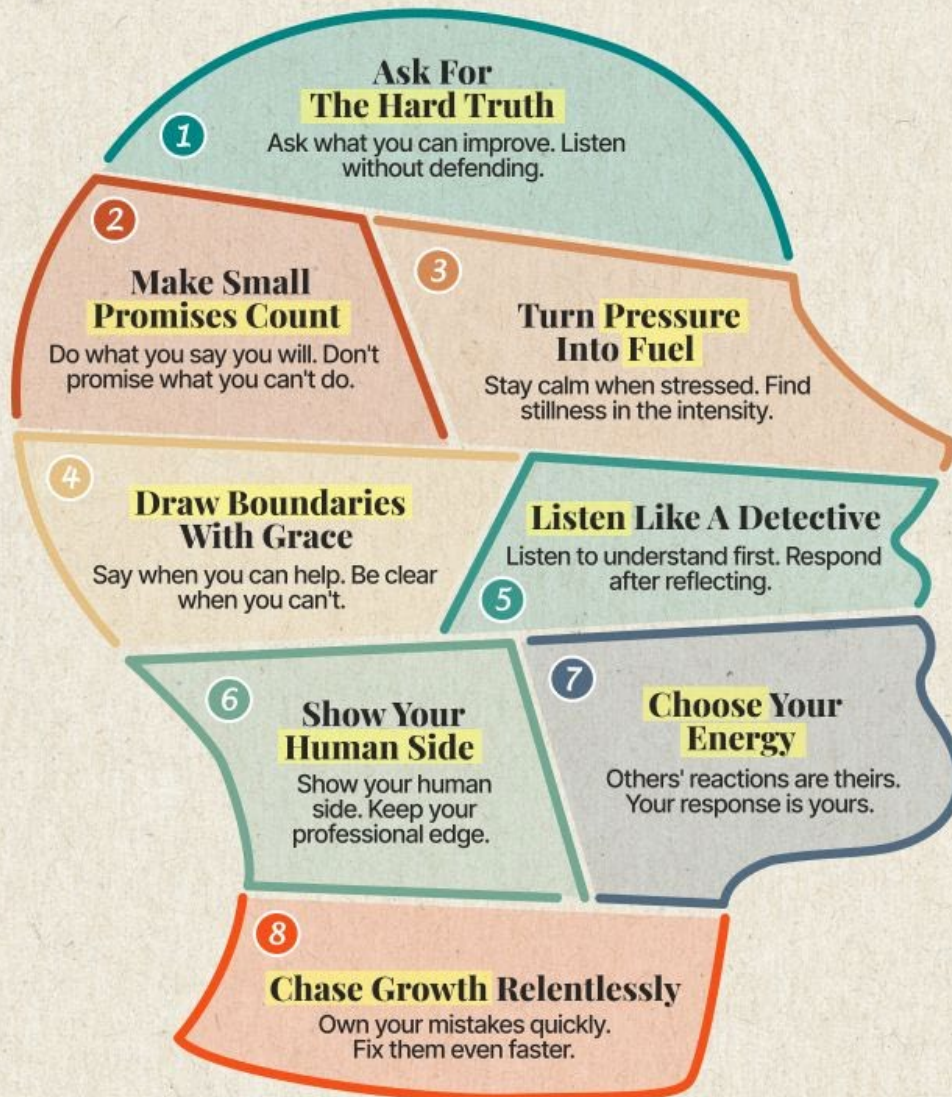 1
Ask For
The Hard Truth
Ask what you can improve. Listen
without defending.
2
Make Small
Promises Count
Do what you say you will. Don't
promise what you can't do.
3
Turn Pressure
Into Fuel
Stay calm when stressed. Find
stillness in the intensity.
4
Draw Boundaries
With Grace
Say when you can help. Be clear
when you can't.
5
Listen Like A Detective
Listen to understand first. Respond
after reflecting.
6
Show Your
Human Side
Show your human
side. Keep your
professional edge.
7
Choose Your
Energy
Others' reactions are theirs.
Your response is yours.
8
Chase Growth Relentlessly
Own your mistakes quickly.
Fix them even faster.